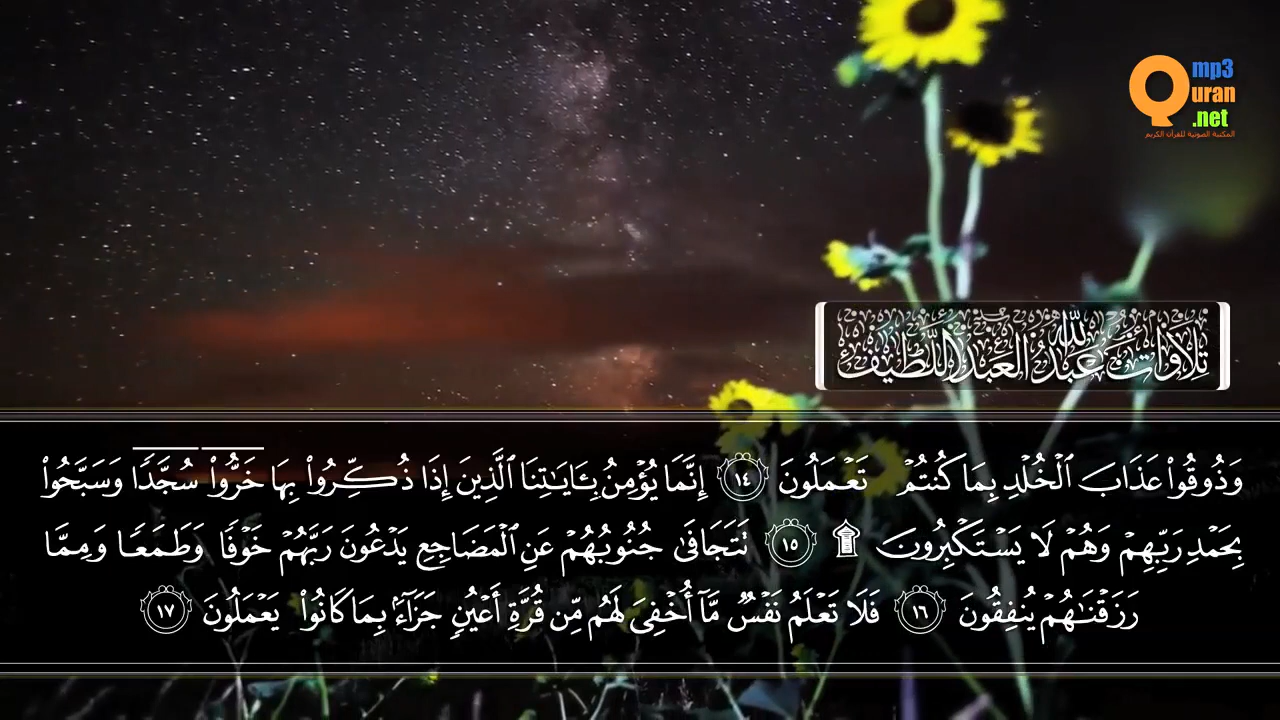 mp3
Quran
.net
المكتبة الصوتية للقرآن الكريم
تلاوات عبد الله العبد اللطيف
وَذُوقُوا۟ عَذَابَ ٱلْخُلْدِ بِمَا كُنتُمْ تَعْمَلُونَ ١٤ إِنَّمَا يُؤْمِنُ بِـَٔايَـٰتِنَا ٱلَّذِينَ إِذَا ذُكِّرُوا۟ بِهَا خَرُّوا۟ سُجَّدًا وَسَبَّحُوا۟
بِحَمْدِ رَبِّهِمْ وَهُمْ لَا يَسْتَكْبِرُونَ ۩ ١٥ تَتَجَافَىٰ جُنُوبُهُمْ عَنِ ٱلْمَضَاجِعِ يَدْعُونَ رَبَّهُمْ خَوْفًا وَطَمَعًا وَمِمَّا
رَزَقْنَـٰهُمْ يُنفِقُونَ ١٦ فَلَا تَعْلَمُ نَفْسٌ مَّآ أُخْفِىَ لَهُم مِّن قُرَّةِ أَعْيُنٍ جَزَآءًۢ بِمَا كَانُوا۟ يَعْمَلُونَ ١٧